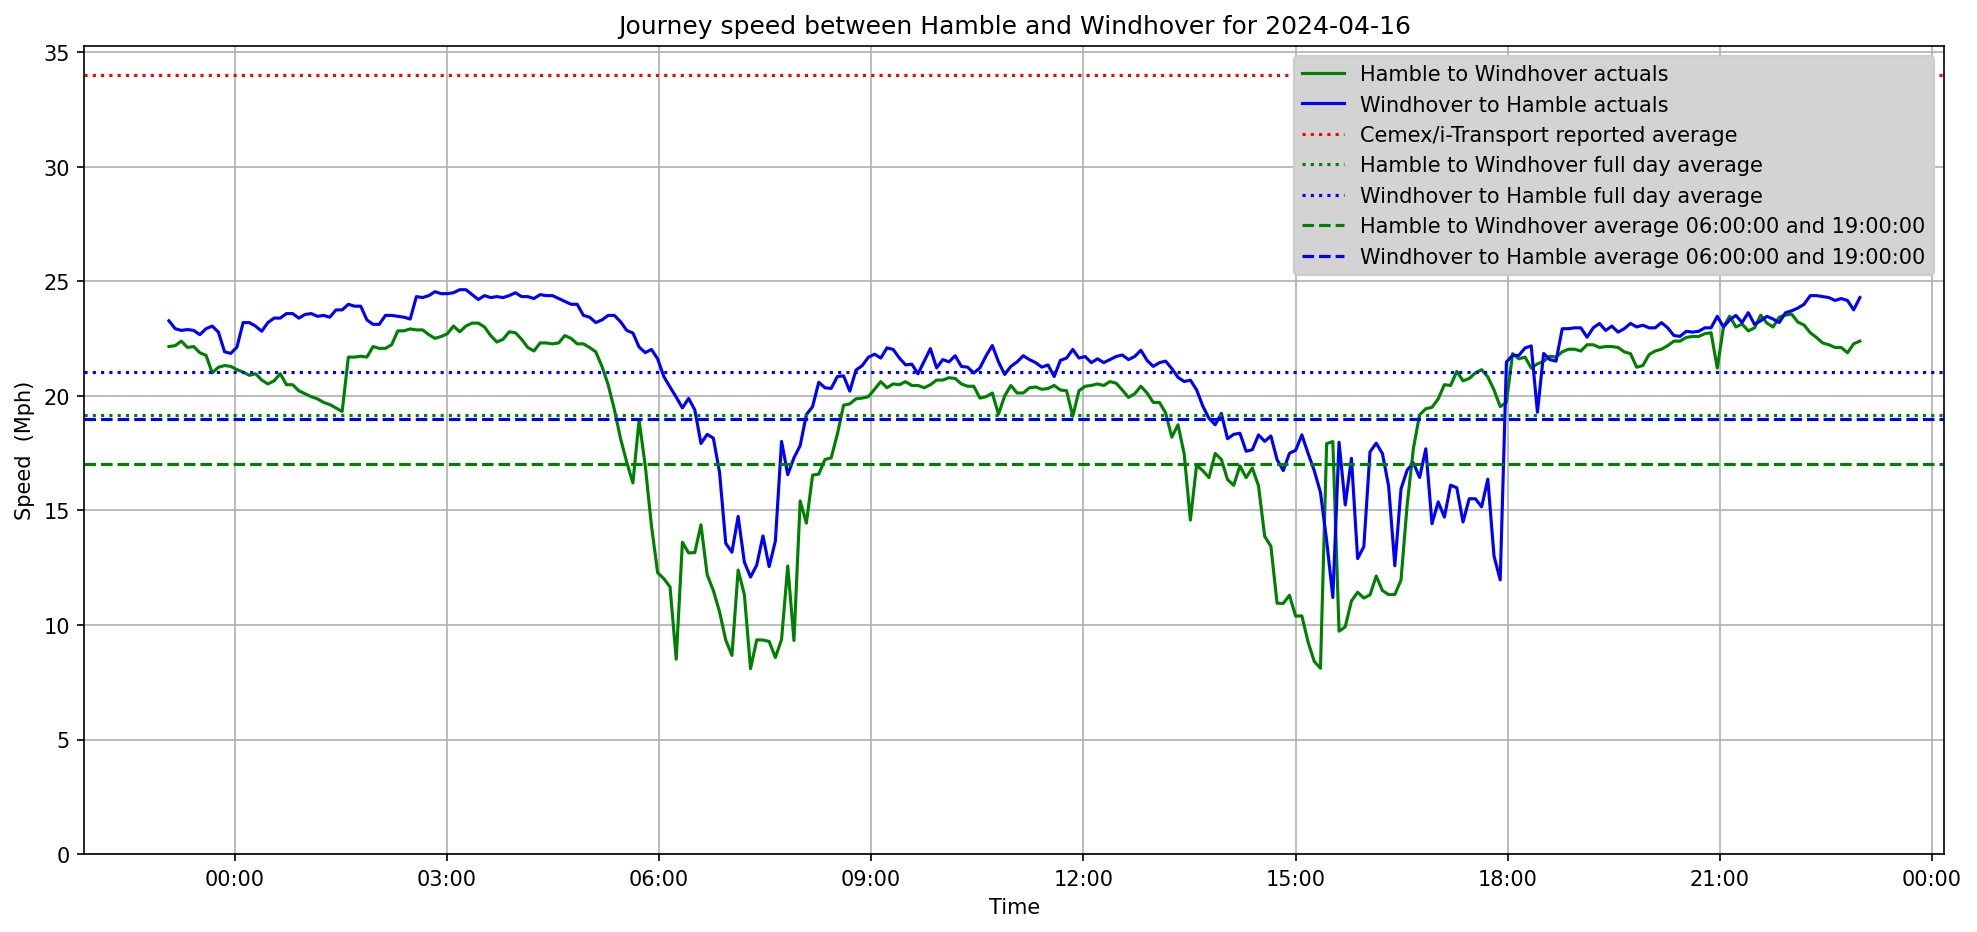 Journey speed between Hamble and Windhover for 2024-04-16
35
30
25
20
15
10
5
0
Speed (Mph)
Hamble to Windhover actuals
Windhover to Hamble actuals
Cemex/i-Transport reported average
Hamble to Windhover full day average
Windhover to Hamble full day average
Hamble to Windhover average 06:00:00 and 19:00:00
Windhover to Hamble average 06:00:00 and 19:00:00
00:00 03:00 06:00 09:00 12:00 15:00 18:00 21:00 00:00
Time